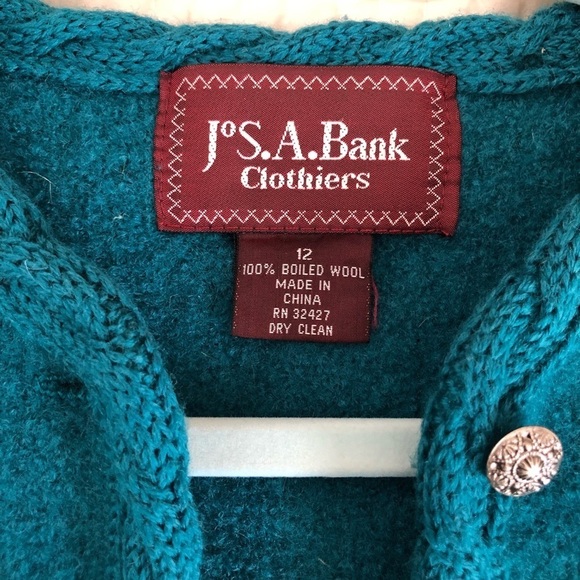 JoS.A.Bank
Clothiers
12
100% BOILED WOOL
MADE IN
CHINA
RN 32427
DRY CLEAN